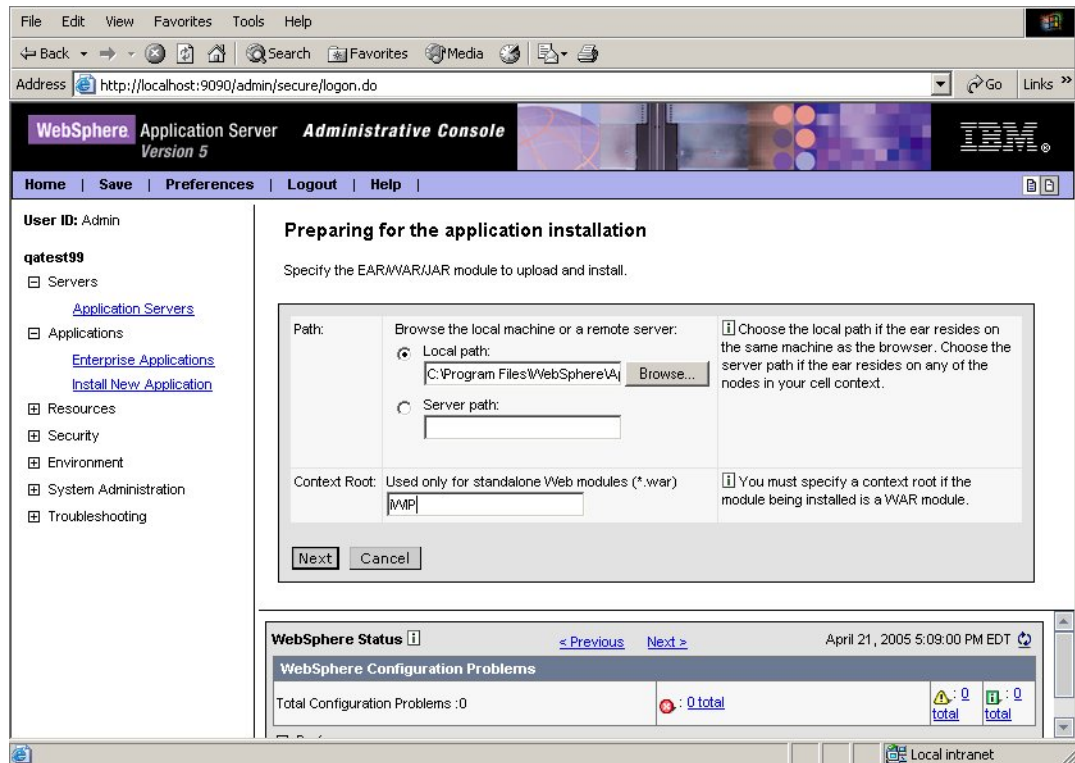 File Edit View Favorites Tools Help
Back Search Favorites Media
Address http://localhost:9090/admin/secure/logon.do Go Links »
WebSphere Application Server Administrative Console
Version 5
IBM®
Home | Save | Preferences | Logout | Help |
User ID: Admin
qatest99
Servers
Application Servers
Applications
Enterprise Applications
Install New Application
Resources
Security
Environment
System Administration
Troubleshooting
Preparing for the application installation
Specify the EAR/WAR/JAR module to upload and install.
Path:
Browse the local machine or a remote server:
Local path:
C:\Program Files\WebSphere\Ap Browse...
Server path:
i Choose the local path if the ear resides on
the same machine as the browser. Choose the
server path if the ear resides on any of the
nodes in your cell context.
Context Root: Used only for standalone Web modules (*.war)
i You must specify a context root if the
module being installed is a WAR module.
Next Cancel
WebSphere Status i < Previous Next > April 21, 2005 5:09:00 PM EDT
WebSphere Configuration Problems
Total Configuration Problems :0
: 0 total
: 0 total
: 0 total
Local intranet